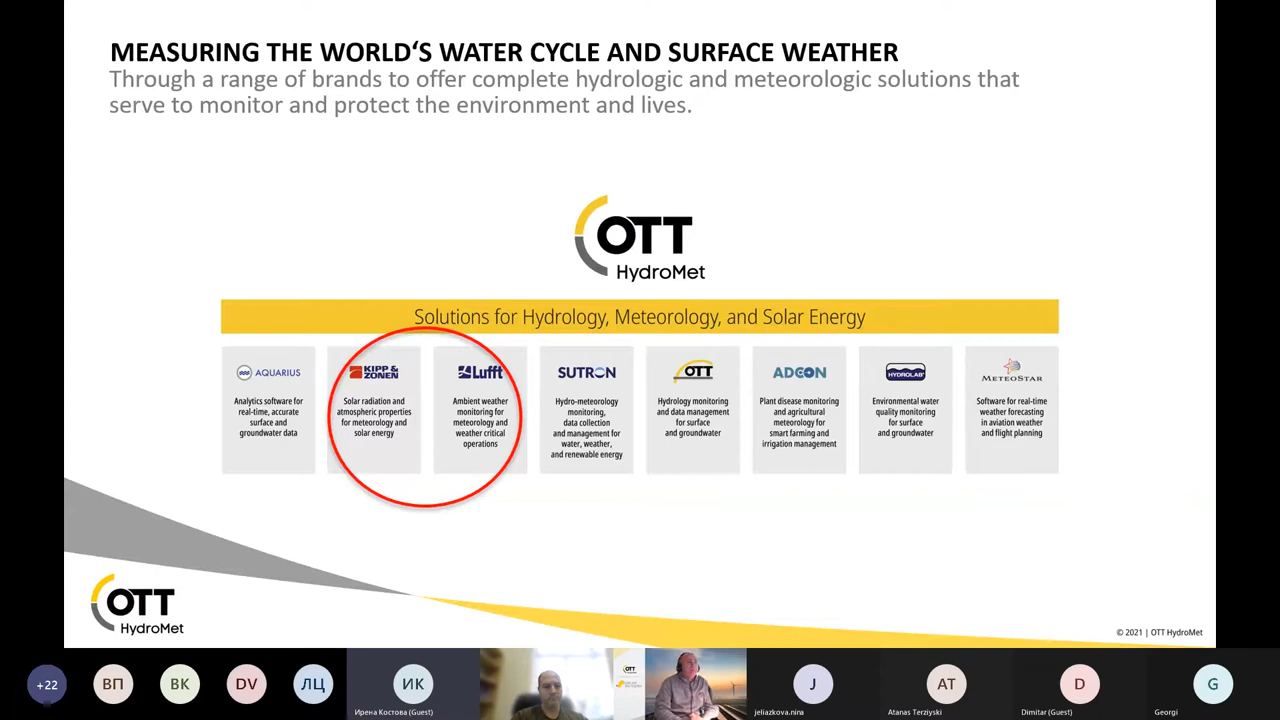 MEASURING THE WORLD‘S WATER CYCLE AND SURFACE WEATHER
Through a range of brands to offer complete hydrologic and meteorologic solutions that
serve to monitor and protect the environment and lives.
OTT
HydroMet
Solutions for Hydrology, Meteorology, and Solar Energy
AQUARIUS
Analytics software for
real-time, accurate
surface and
groundwater data
KIPP &
ZONEN
Solar radiation and
atmospheric properties
for meteorology and
solar energy
Lufft
Ambient weather
monitoring for
meteorology and
weather critical
operations
SUTRON
Hydro-meteorology
monitoring,
data collection
and management for
water, weather,
and renewable energy
OTT
Hydrology monitoring
and data management
for surface
and groundwater
ADCON
Plant disease monitoring
and agricultural
meteorology for
smart farming and
irrigation management
HYDROLAB
Environmental water
quality monitoring
for surface
and groundwater
METEOSTAR
Software for real-time
weather forecasting
in aviation weather
and flight planning
OTT
HydroMet
© 2021 | OTT HydroMet
+22
ВП
ВК
DV
ЛЦ
ИК
Ирена Костова (Guest)
OTT
J
jeliazkova.nina
AT
Atanas Terziyski
D
Dimitar (Guest)
G
Georgi